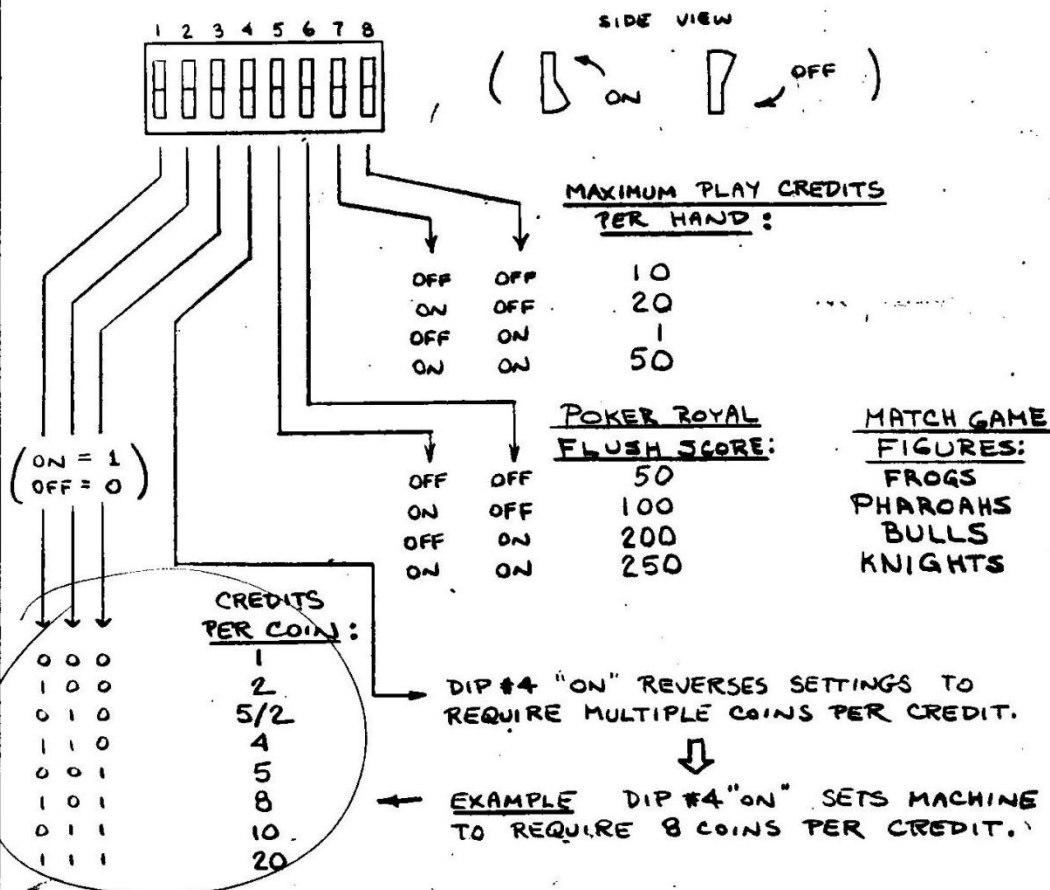 SIDE VIEW
1 2 3 4 5 6 7 8
( ON OFF )
MAXIMUM PLAY CREDITS
PER HAND:
OFF OFF 10
ON OFF 20
OFF ON 1
ON ON 50
POKER ROYAL
FLUSH SCORE:
MATCH GAME
FIGURES:
OFF OFF 50 FROGS
ON OFF 100 PHAROAHS
OFF ON 200 BULLS
ON ON 250 KNIGHTS
(ON = 1
OFF = 0)
CREDITS
PER COIN:
0 0 0 1
1 0 0 2
0 1 0 5/2
1 1 0 4
0 0 1 5
1 0 1 8
0 1 1 10
1 1 1 20
DIP #4 "ON" REVERSES SETTINGS TO
REQUIRE MULTIPLE COINS PER CREDIT.
EXAMPLE DIP #4 "ON" SETS MACHINE
TO REQUIRE 8 COINS PER CREDIT.